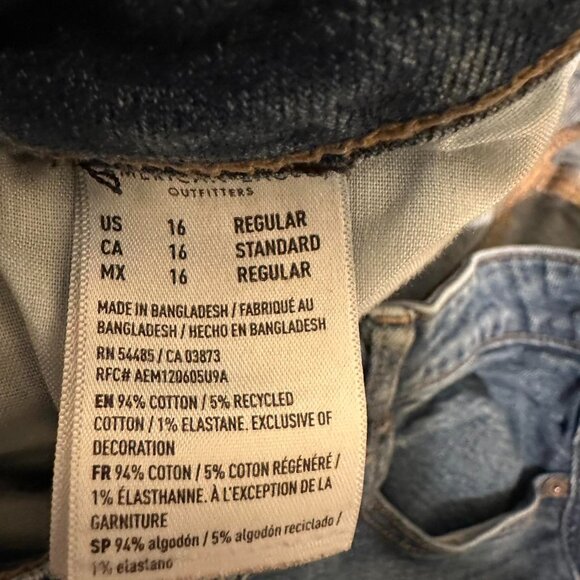 OUTFITTERS
US 16 REGULAR
CA 16 STANDARD
MX 16 REGULAR
MADE IN BANGLADESH / FABRIQUÉ AU
BANGLADESH / HECHO EN BANGLADESH
RN 54485 / CA 03873
RFC# AEM120605U9A
EN 94% COTTON / 5% RECYCLED
COTTON / 1% ELASTANE. EXCLUSIVE OF
DECORATION
FR 94% COTON / 5% COTON RÉGÉNÉRÉ /
1% ÉLASTHANNE. À L'EXCEPTION DE LA
GARNITURE
SP 94% algodón / 5% algodón reciclado /
1% elastano